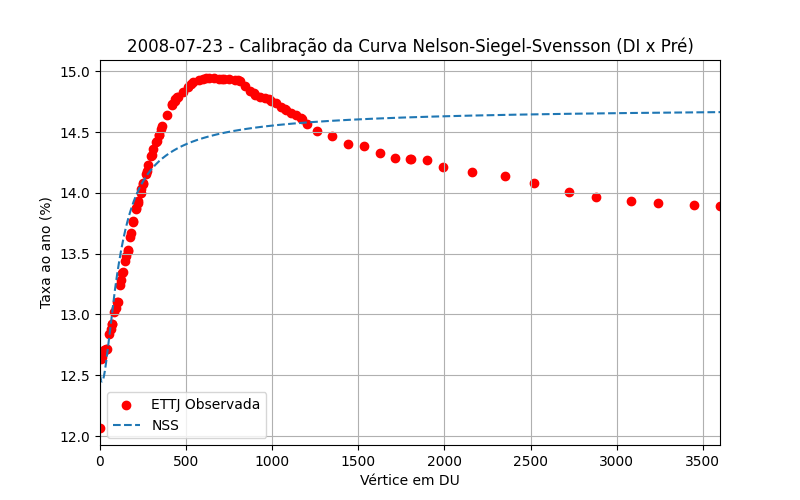 2008-07-23 - Calibração da Curva Nelson-Siegel-Svensson (DI x Pré)
Taxa ao ano (%)
15.0
14.5
14.0
13.5
13.0
12.5
12.0
ETTJ Observada
NSS
0 500 1000 1500 2000 2500 3000 3500
Vértice em DU